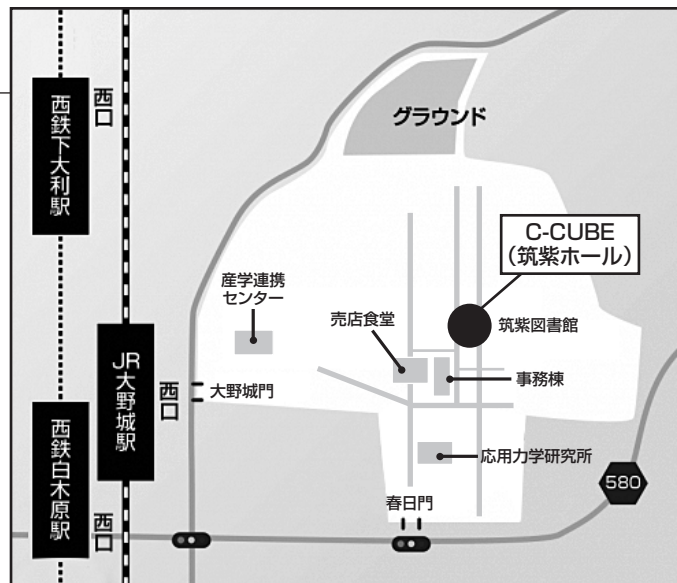 西口
西鉄下大利駅
グラウンド
C-CUBE
（筑紫ホール）
産学連携
センター
売店食堂
筑紫図書館
JR大野城駅
西口
大野城門
事務棟
西鉄白木原駅
応用力学研究所
580
春日門
西口